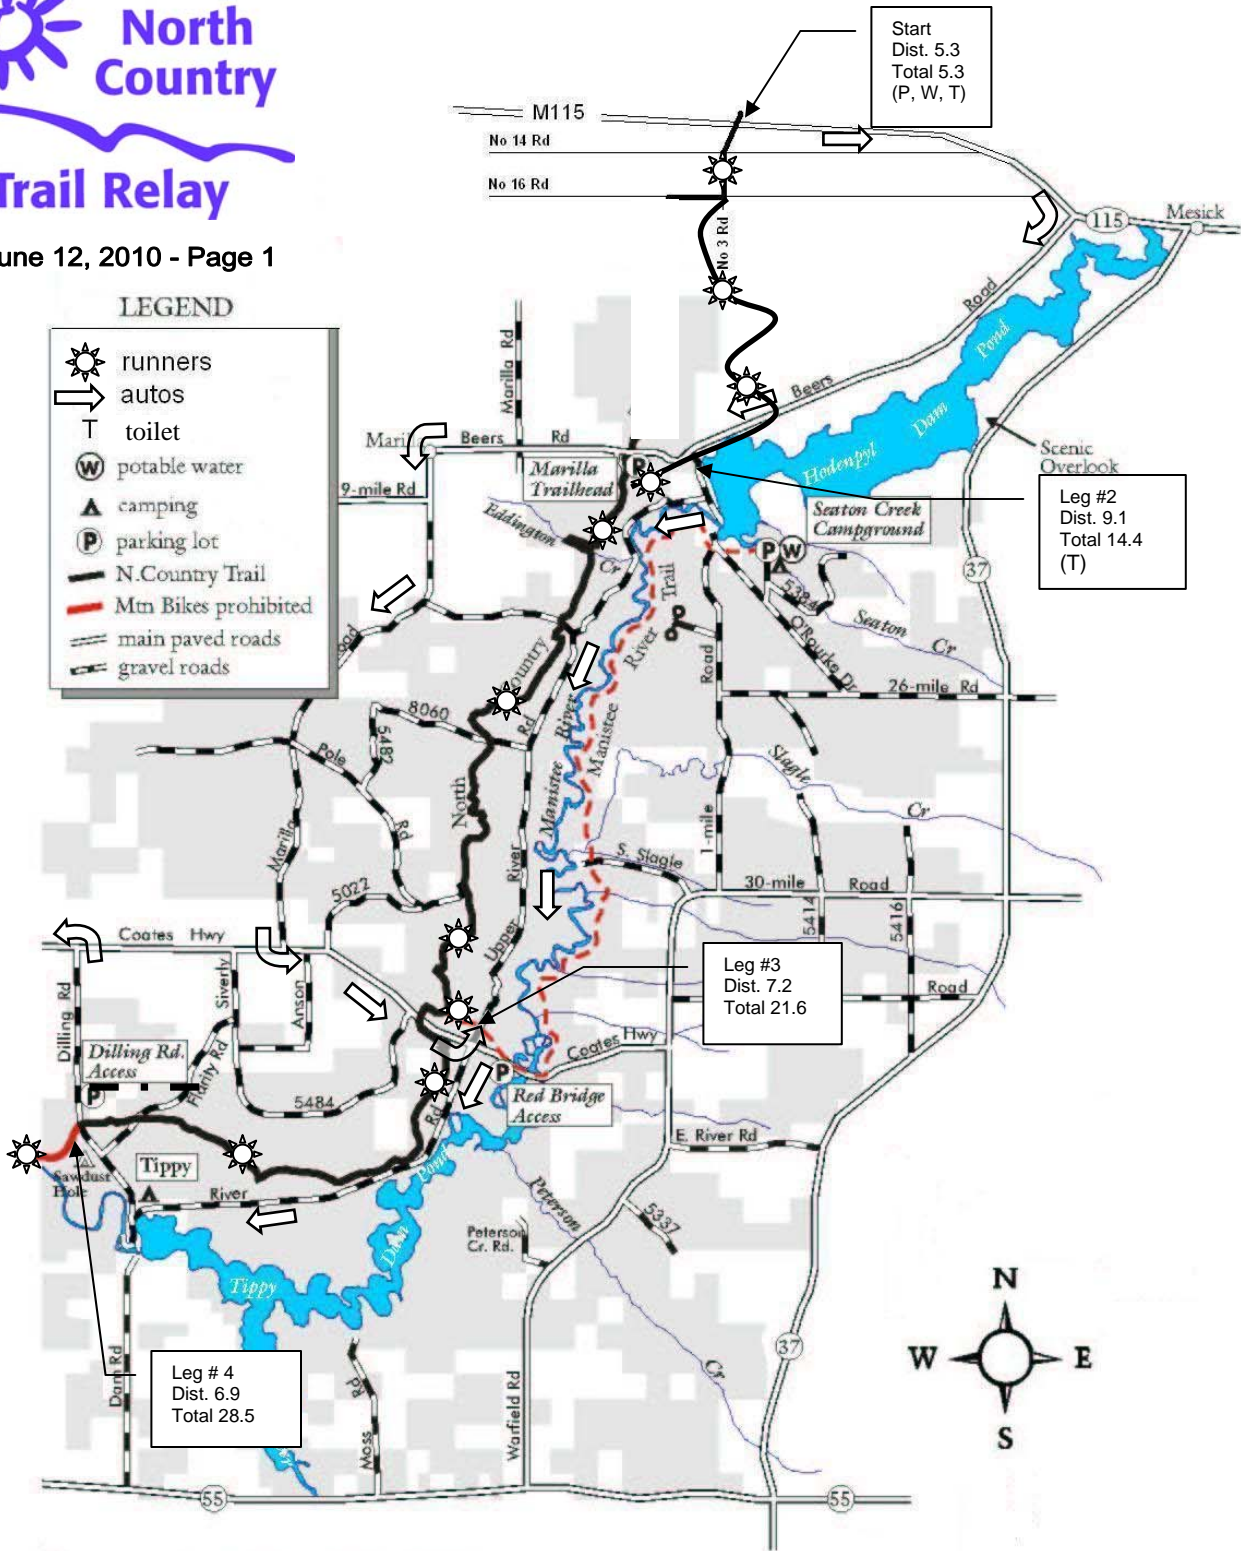 North
Country
Trail Relay
une 12, 2010 - Page 1
LEGEND
runners
autos
T toilet
W potable water
camping
P parking lot
N.Country Trail
Mtn Bikes prohibited
main paved roads
gravel roads
Start
Dist. 5.3
Total 5.3
(P, W, T)
M115
No 14 Rd
No 16 Rd
No 3 Rd
115
Mesick
Road
Beers
Pond
Dam
Hodenpyl
Scenic
Overlook
Marilla Rd
Beers Rd
9-mile Rd
Marilla
Trailhead
P
Leg #2
Dist. 9.1
Total 14.4
(T)
Seaton Creek
Campground
P W
Eddington
Cr
5384
O'Rourke Dr
Seaton
Cr
37
Trail
River
Manistee
Road
26-mile Rd
Country
North
8060
5482
Rd
Pole
Rd
River
Manistee
Slagle
Cr
1-mile
Marilla
River
Upper
S. Slagle
30-mile Road
5022
5414
5416
Coates Hwy
Dilling Rd
Siverly
Anson
Leg #3
Dist. 7.2
Total 21.6
Road
Coates Hwy
Dilling Rd.
Access
P
Flarity Rd
5484
Rd
P
Red Bridge
Access
E. River Rd
Sawdust
Hole
Tippy
River
Pond
Dam
Tippy
Peterson
Cr
Peterson
Cr. Rd.
5337
Leg # 4
Dist. 6.9
Total 28.5
Dam Rd
Moss
Rd
Warfield Rd
37
N
W E
S
55
55